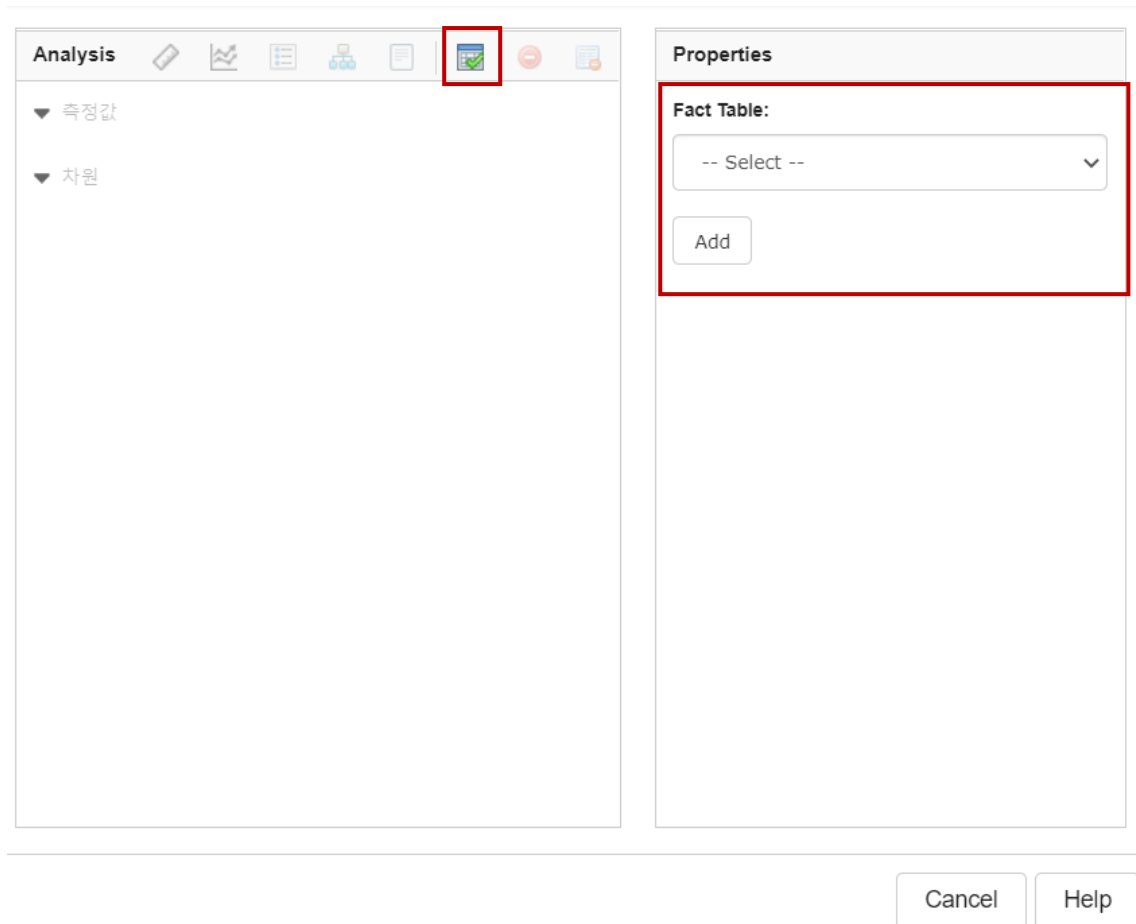 Analysis
측정값
차원
Properties
Fact Table:
-- Select --
Add
Cancel
Help